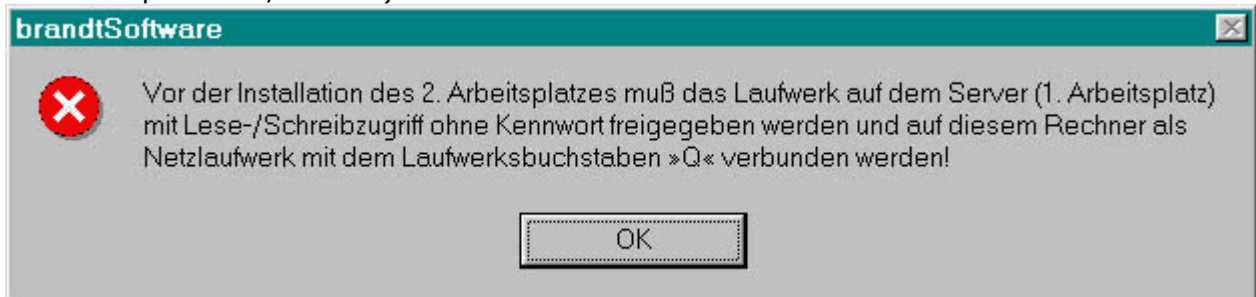 brandtSoftware
Vor der Installation des 2. Arbeitsplatzes muß das Laufwerk auf dem Server (1. Arbeitsplatz)
mit Lese-/Schreibzugriff ohne Kennwort freigegeben werden und auf diesem Rechner als
Netzlaufwerk mit dem Laufwerksbuchstaben »Q« verbunden werden!
OK